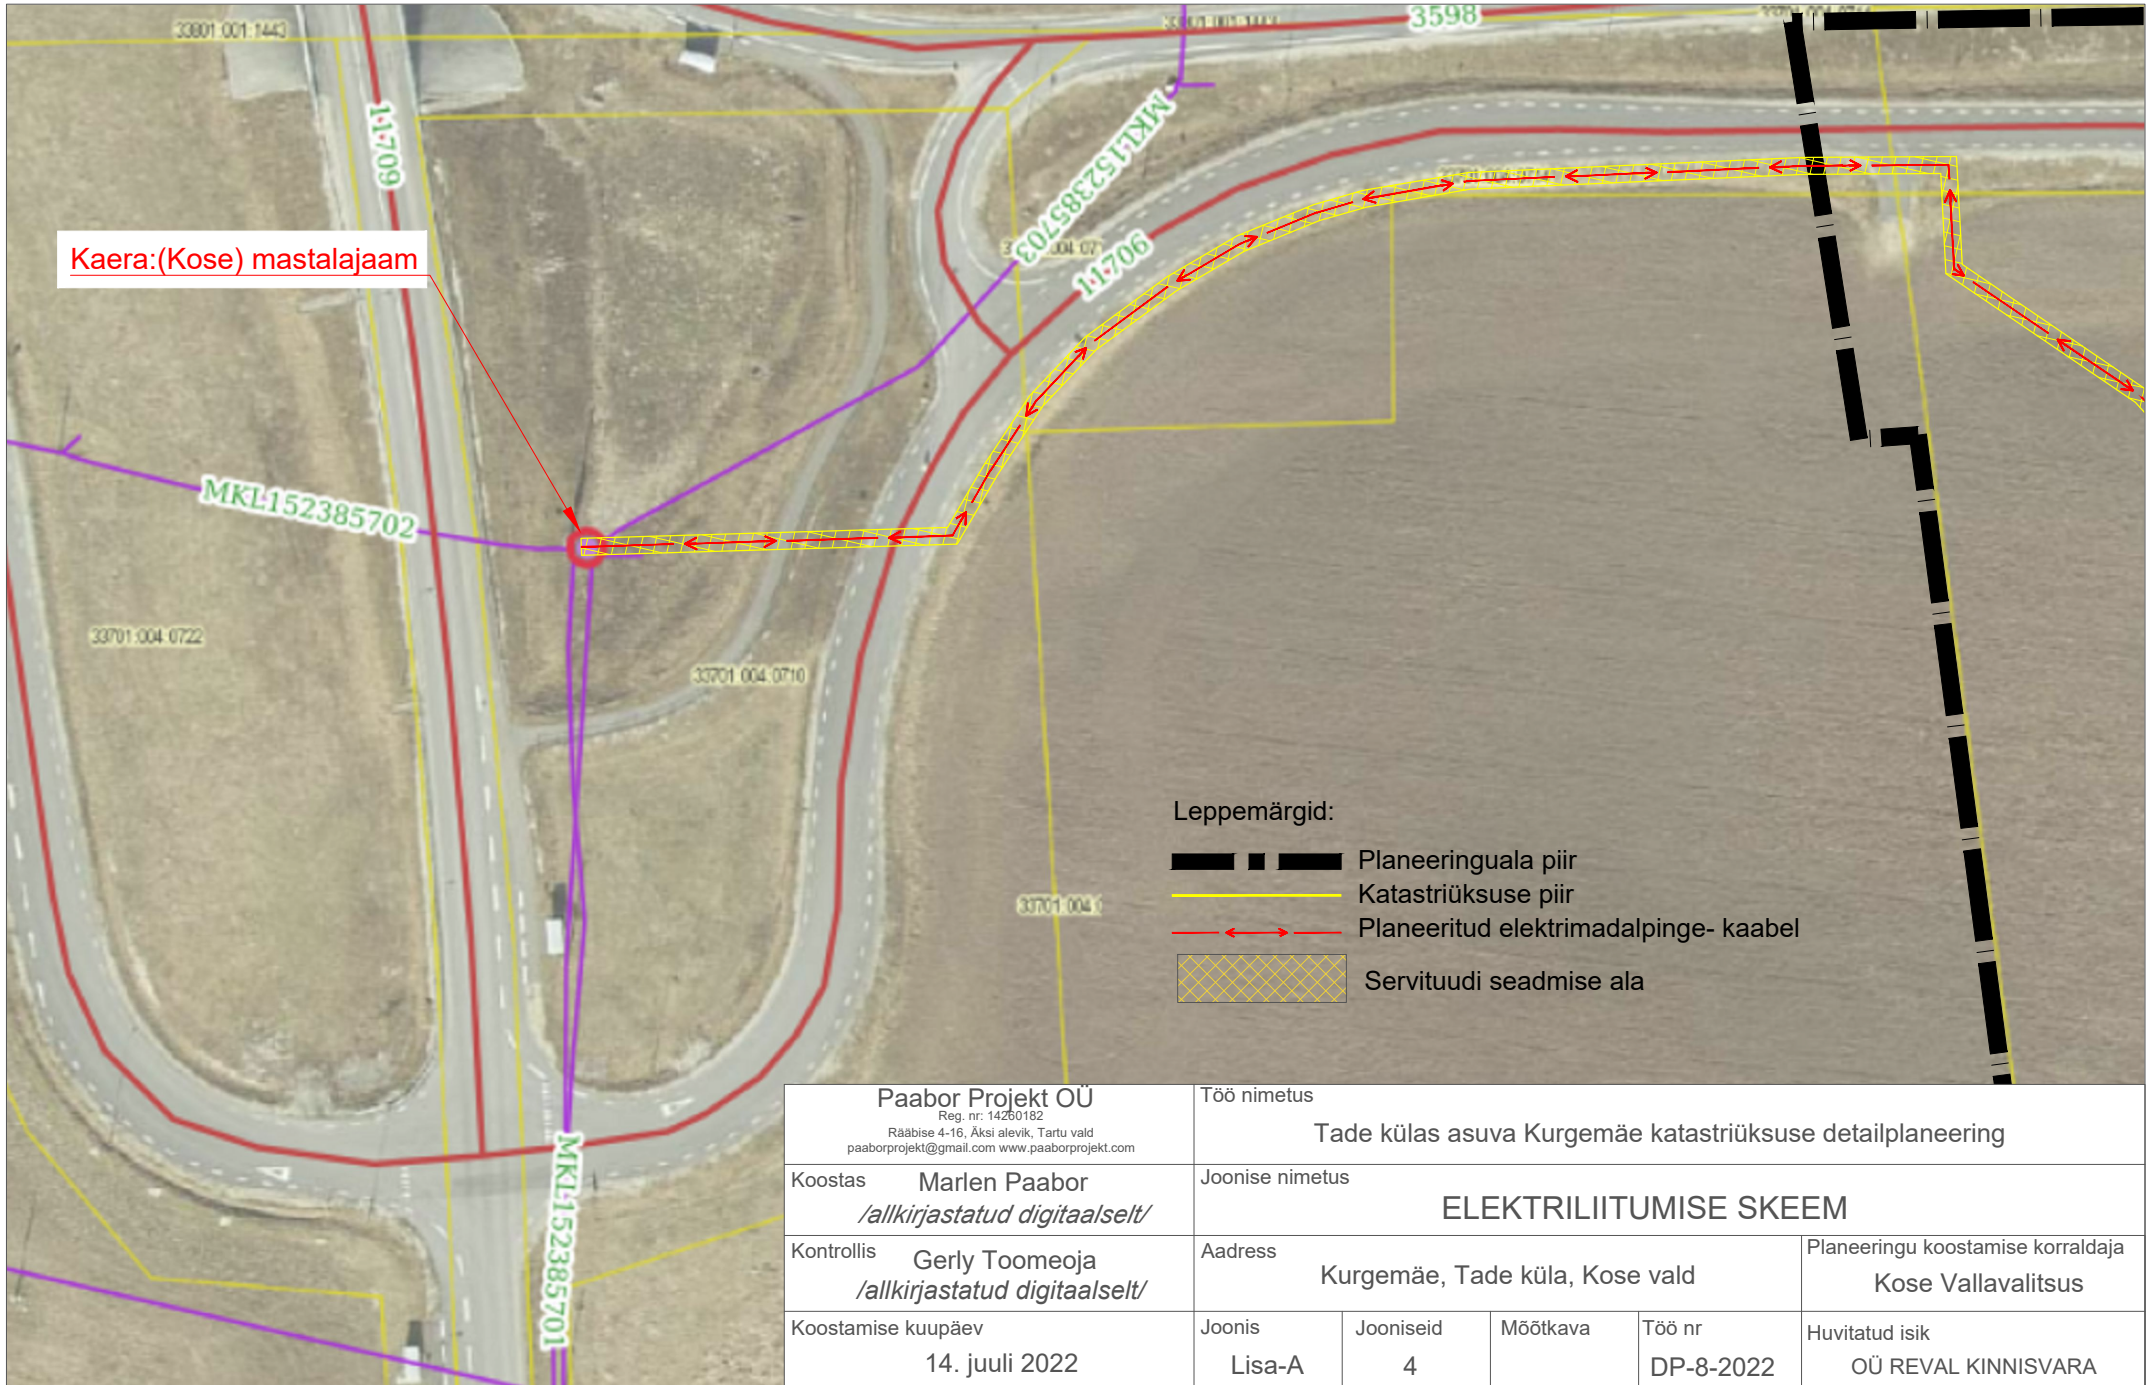 33801:001:1443
3598
11709
MKL152385703
Kaera:(Kose) mastalajaam
11706
MKL152385702
33701:004:0722
33701:004:0710
Leppemärgid:
Planeeringuala piir
Katastriüksuse piir
Planeeritud elektrimadalpinge- kaabel
Servituudi seadmise ala
MKL152385701
Paabor Projekt OÜ
Reg. nr: 14260182
Rääbise 4-16, Äksi alevik, Tartu vald
paaborprojekt@gmail.com www.paaborprojekt.com
Töö nimetus
Tade külas asuva Kurgemäe katastriüksuse detailplaneering
Koostas Marlen Paabor
/allkirjastatud digitaalselt/
Joonise nimetus
ELEKTRILIITUMISE SKEEM
Kontrollis Gerly Toomeoja
/allkirjastatud digitaalselt/
Aadress
Kurgemäe, Tade küla, Kose vald
Planeeringu koostamise korraldaja
Kose Vallavalitsus
Koostamise kuupäev
14. juuli 2022
Joonis
Lisa-A
Jooniseid
4
Mõõtkava
Töö nr
DP-8-2022
Huvitatud isik
OÜ REVAL KINNISVARA